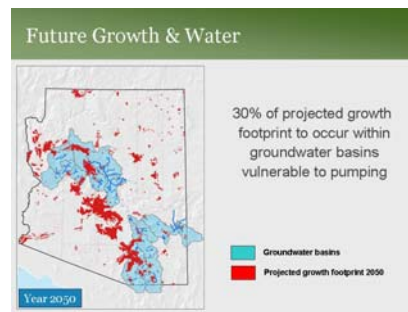 Future Growth & Water
30% of projected growth
footprint to occur within
groundwater basins
vulnerable to pumping
Groundwater basins
Projected growth footprint 2050
Year 2050